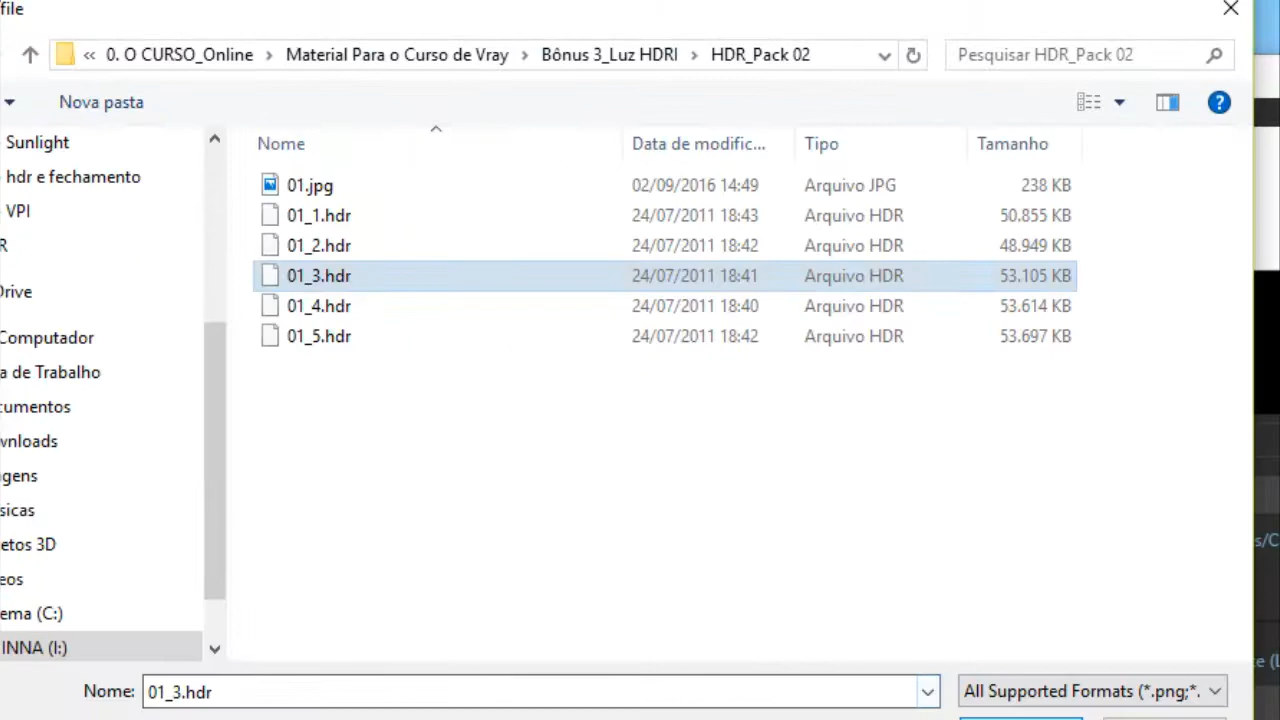 file
« 0. O CURSO_Online > Material Para o Curso de Vray > Bônus 3_Luz HDRI > HDR_Pack 02
Pesquisar HDR_Pack 02
Nova pasta
?
Sunlight
hdr e fechamento
VPI
R
Drive
Computador
a de Trabalho
cumentos
wnloads
agens
sicas
etos 3D
eos
ema (C:)
INNA (I:)
Nome Data de modific... Tipo Tamanho
01.jpg 02/09/2016 14:49 Arquivo JPG 238 KB
01_1.hdr 24/07/2011 18:43 Arquivo HDR 50.855 KB
01_2.hdr 24/07/2011 18:42 Arquivo HDR 48.949 KB
01_3.hdr 24/07/2011 18:41 Arquivo HDR 53.105 KB
01_4.hdr 24/07/2011 18:40 Arquivo HDR 53.614 KB
01_5.hdr 24/07/2011 18:42 Arquivo HDR 53.697 KB
s/C
te (L
Nome: 01_3.hdr
All Supported Formats (*.png;*.